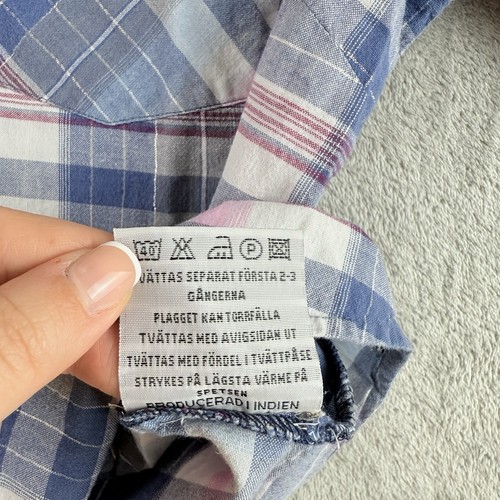 40 P
VÄTTAS SEPARAT FÖRSTA 2-3
GÅNGERNA
PLAGGET KAN TORRFÄLLA
TVÄTTAS MED AVIGSIDAN UT
TVÄTTAS MED FÖRDEL I TVÄTTPÅSE
STRYKES PÅ LÄGSTA VÄRME PÅ
SPETSEN
PRODUCERAD I INDIEN